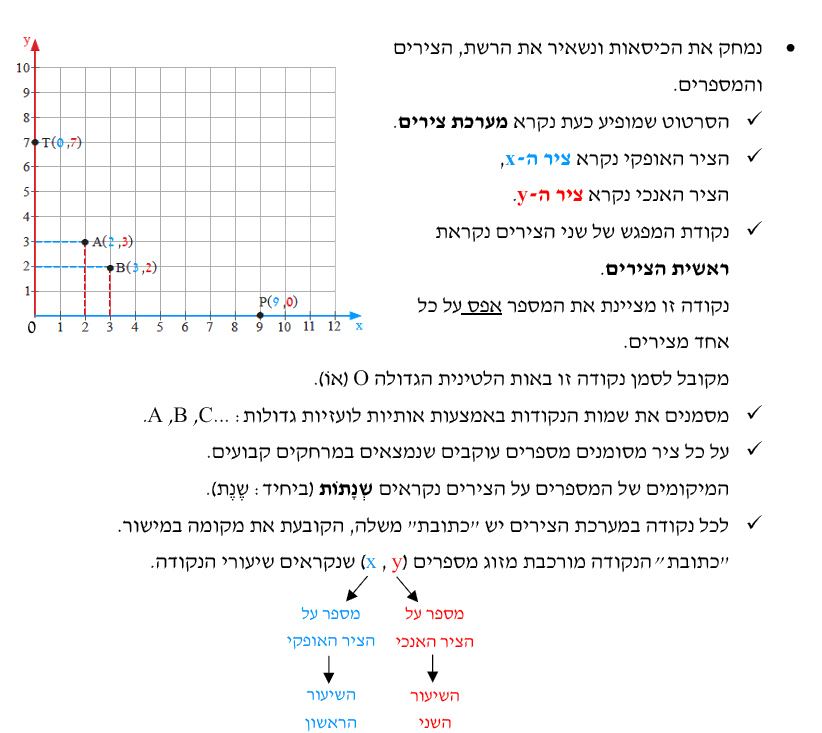 • נמחק את הכיסאות ונשאיר את הרשת, הצירים
והמספרים.
✓ הסרטוט שמופיע כעת נקרא מערכת צירים.
✓ הציר האופקי נקרא ציר ה-x,
הציר האנכי נקרא ציר ה-y.
✓ נקודת המפגש של שני הצירים נקראת
ראשית הצירים.
נקודה זו מציינת את המספר אפס על כל
אחד מצירים.
מקובל לסמן נקודה זו באות הלטינית הגדולה O (אוֹ).
✓ מסמנים את שמות הנקודות באמצעות אותיות לועזיות גדולות: ...A ,B ,C.
✓ על כל ציר מסומנים מספרים עוקבים שנמצאים במרחקים קבועים.
המיקומים של המספרים על הצירים נקראים שְנָתוֹת (ביחיד: שֶנֶת).
✓ לכל נקודה במערכת הצירים יש "כתובת" משלה, הקובעת את מקומה במישור.
"כתובת" הנקודה מורכבת מזוג מספרים (x , y) שנקראים שיעורי הנקודה.
מספר על
הציר האנכי
השיעור
השני
מספר על
הציר האופקי
השיעור
הראשון
y
10
9
8
7 T(0 ,7)
6
5
4
3 A(2 ,3)
2 B(3 ,2)
1 P(9 ,0)
0 1 2 3 4 5 6 7 8 9 10 11 12 x